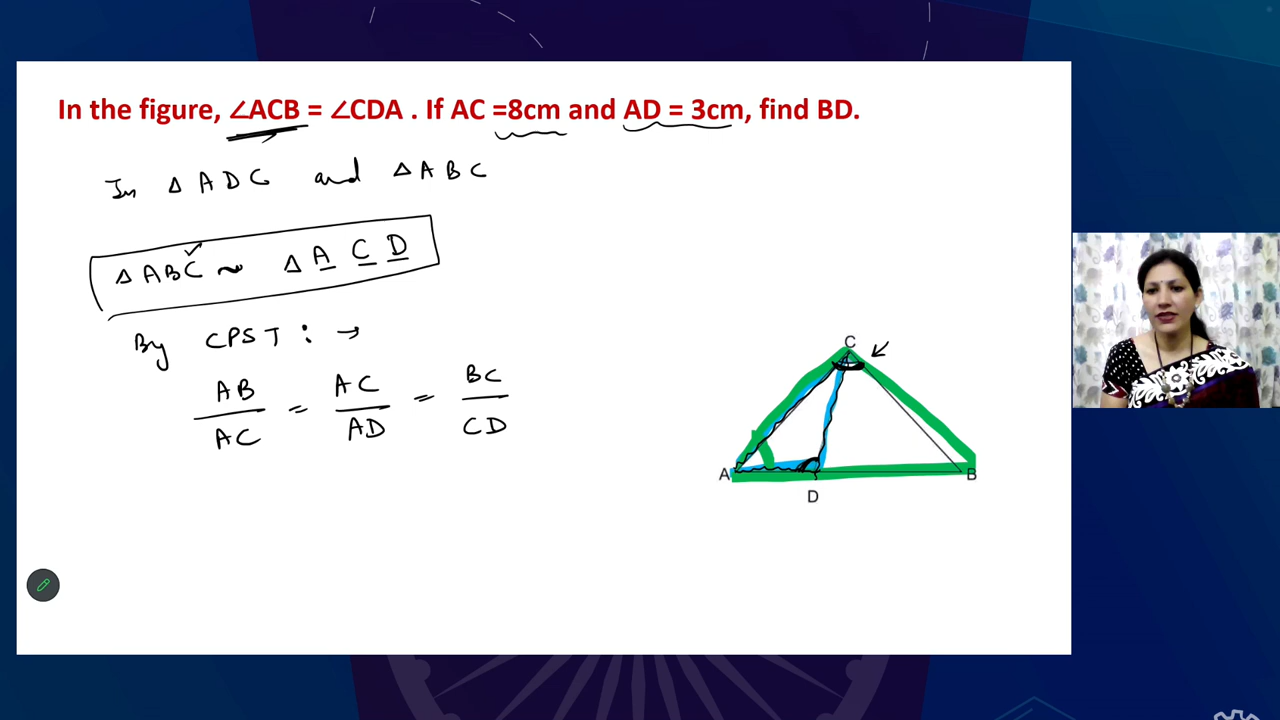 In the figure, ∠ACB = ∠CDA . If AC =8cm and AD = 3cm, find BD.
In △ ADC and △ ABC
△ ABC ~ △ A C D
By CPST : →
AB/AC = AC/AD = BC/CD
C
A
B
D